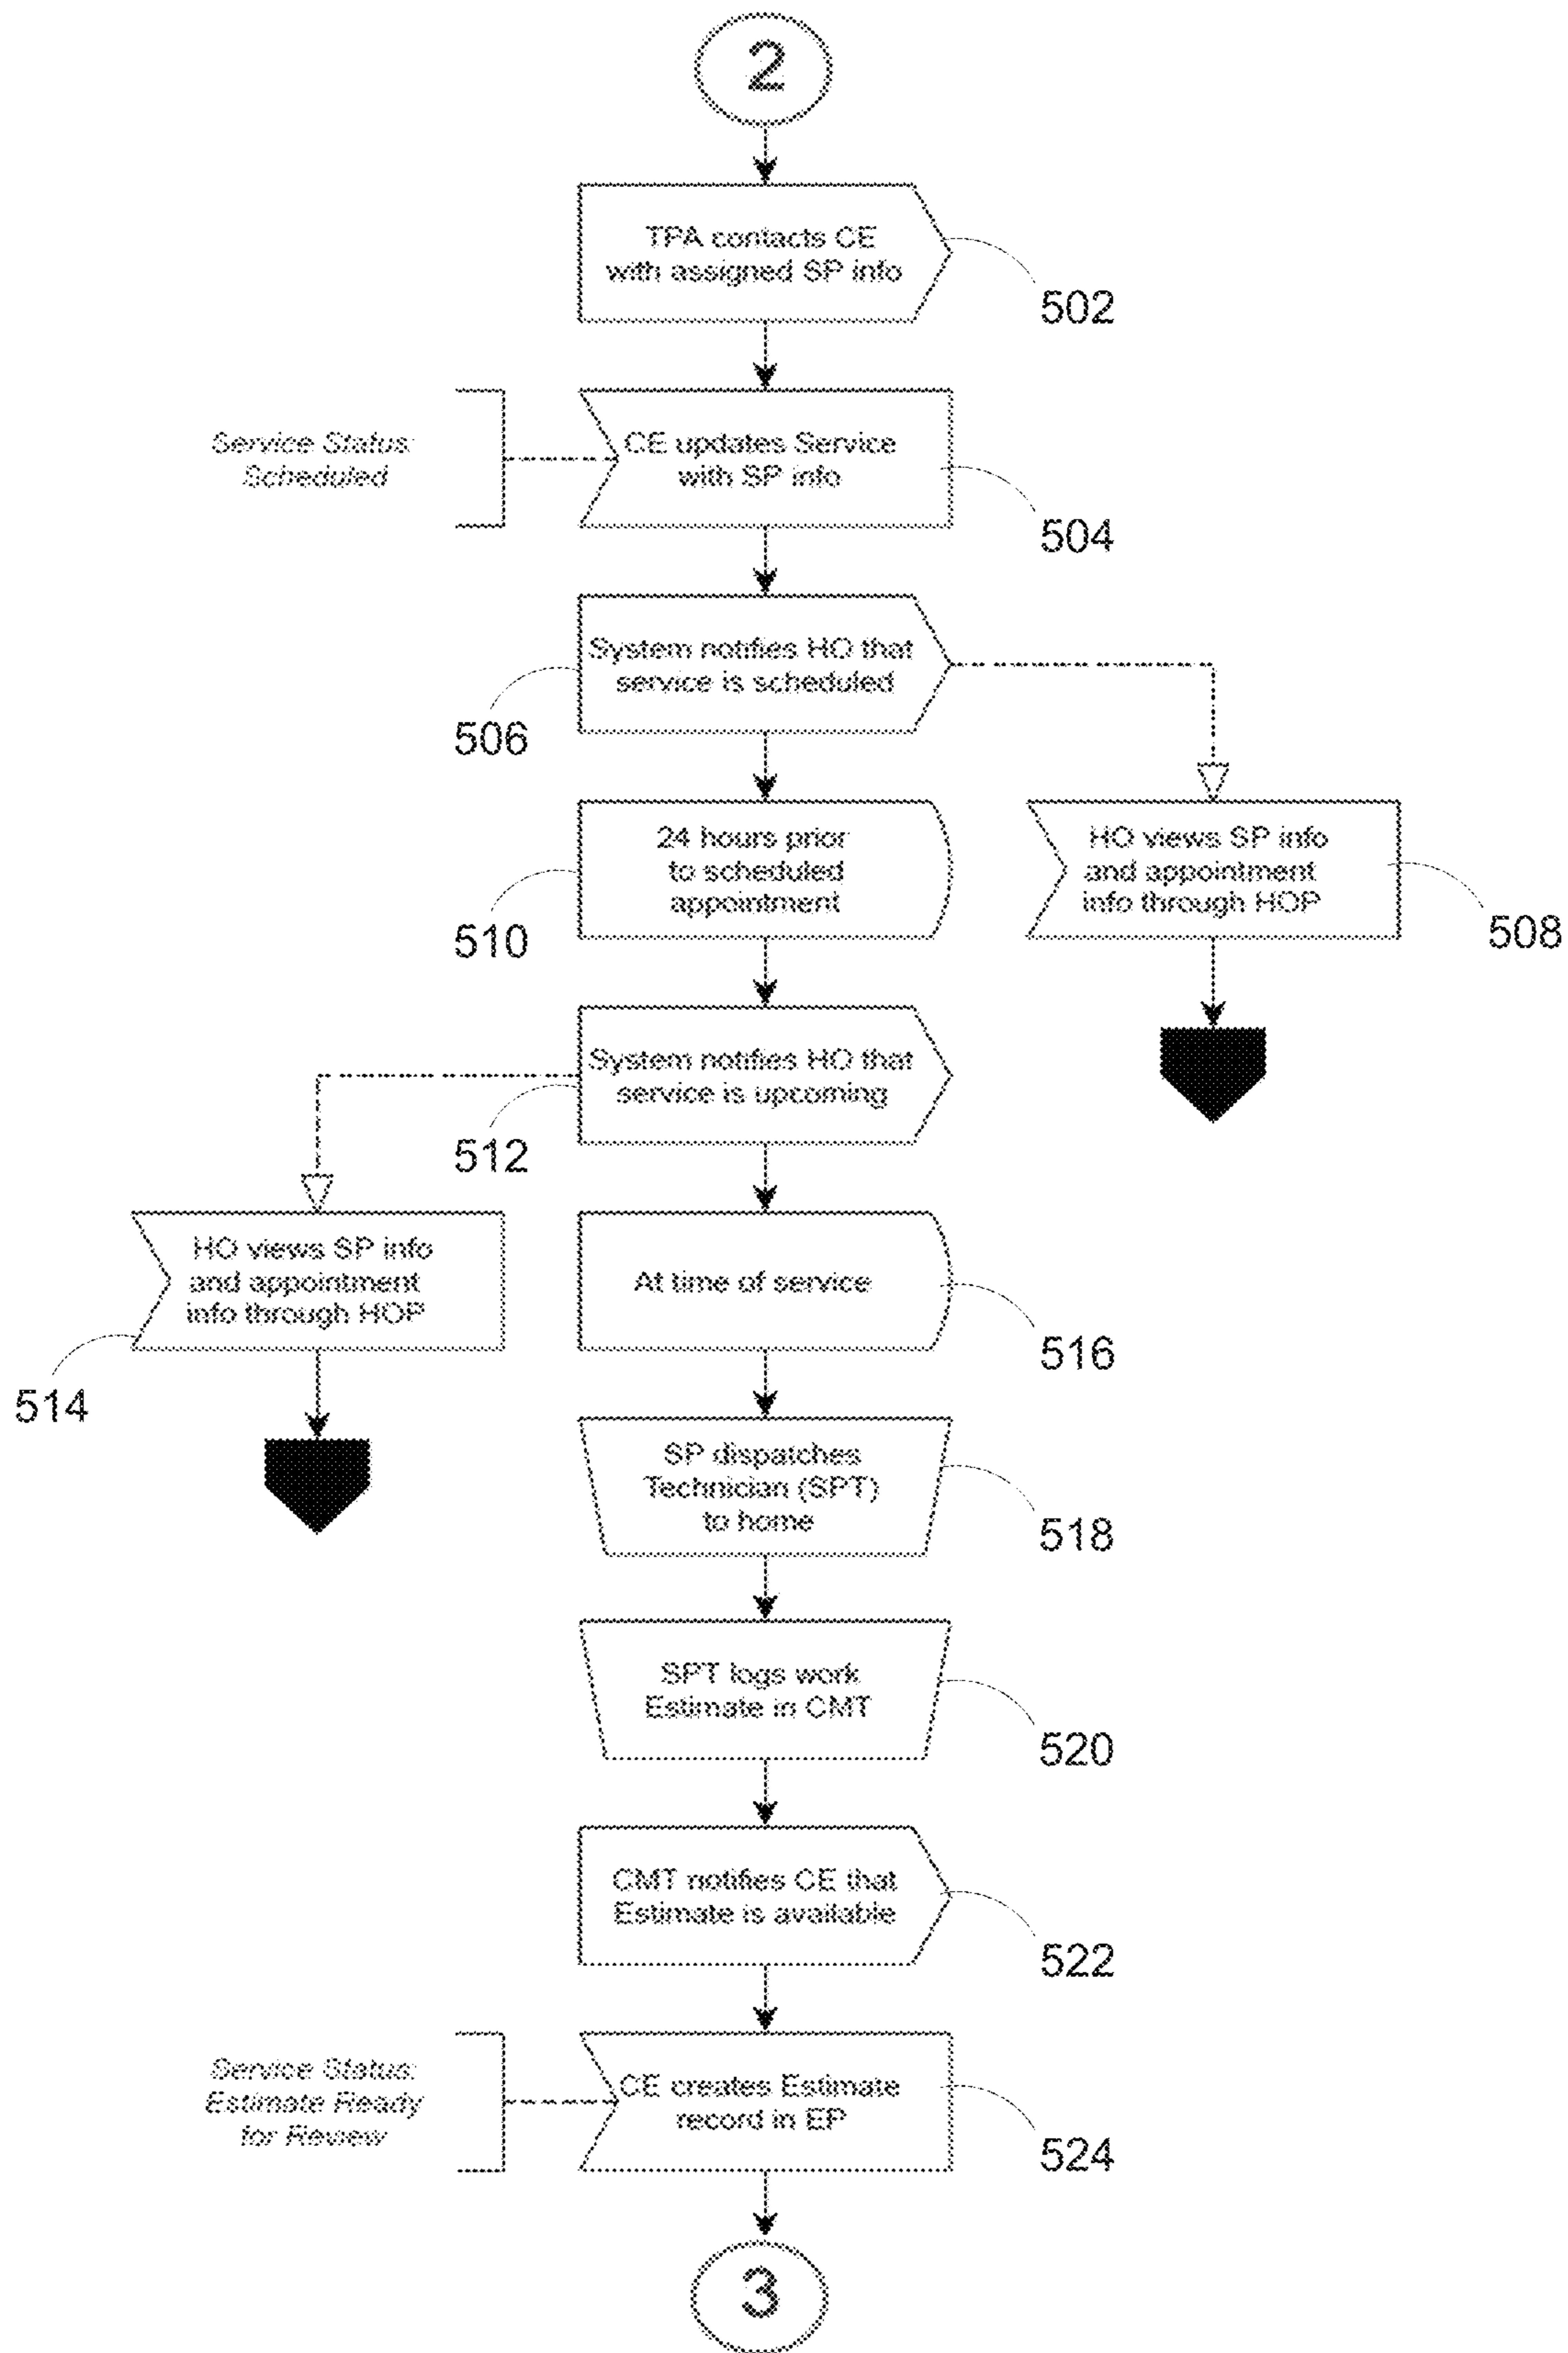 2
TPA contacts CE
with assigned SP info
502
Service Status:
Scheduled
CE updates Service
with SP info
504
System notifies HO that
service is scheduled
506
24 hours prior
to scheduled
appointment
510
HO views SP info
and appointment
info through HOP
508
System notifies HO that
service is upcoming
512
HO views SP info
and appointment
info through HOP
514
At time of service
516
SP dispatches
Technician (SPT)
to home
518
SPT logs work
Estimate in CMT
520
CMT notifies CE that
Estimate is available
522
Service Status:
Estimate Ready
for Review
CE creates Estimate
record in EP
524
3